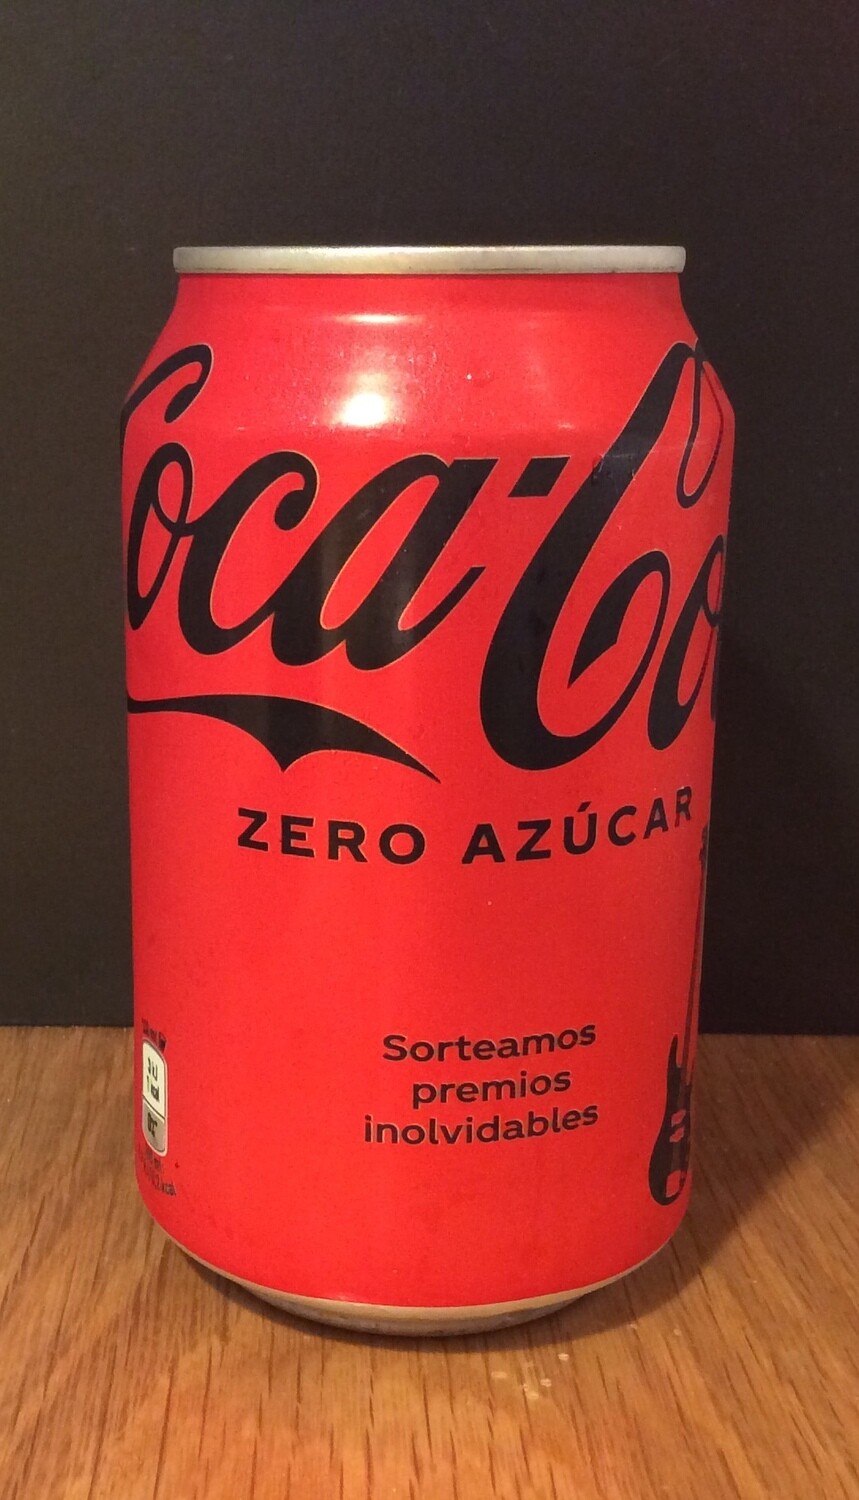 Coca-Co
ZERO AZÚCAR
Sorteamos
premios
inolvidables